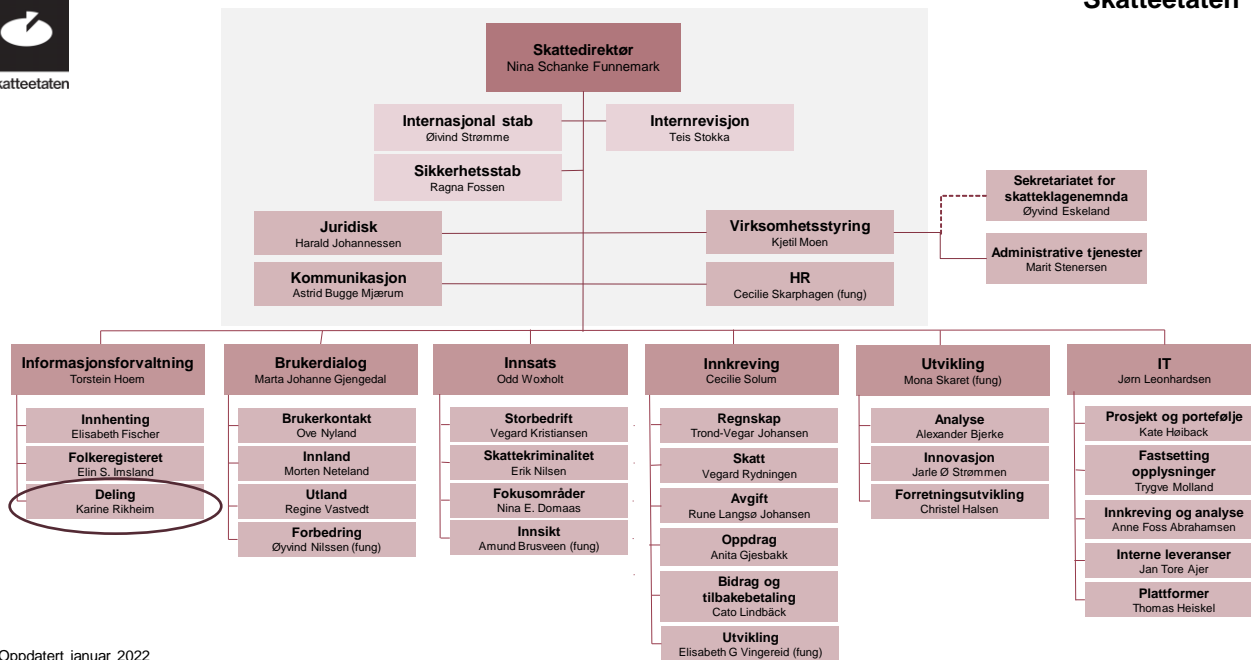 Skatteetaten
katteetaten
Skattedirektør
Nina Schanke Funnemark
Internasjonal stab
Øivind Strømme
Internrevisjon
Teis Stokka
Sikkerhetsstab
Ragna Fossen
Sekretariatet for
skatteklagenemnda
Øyvind Eskeland
Juridisk
Harald Johannessen
Virksomhetsstyring
Kjetil Moen
Administrative tjenester
Marit Stenersen
Kommunikasjon
Astrid Bugge Mjærum
HR
Cecilie Skarphagen (fung)
Informasjonsforvaltning
Torstein Hoem
Innhenting
Elisabeth Fischer
Folkeregisteret
Elin S. Imsland
Deling
Karine Rikheim
Brukerdialog
Marta Johanne Gjengedal
Brukerkontakt
Ove Nyland
Innland
Morten Neteland
Utland
Regine Vastvedt
Forbedring
Øyvind Nilssen (fung)
Innsats
Odd Woxholt
Storbedrift
Vegard Kristiansen
Skattekriminalitet
Erik Nilsen
Fokusområder
Nina E. Domaas
Innsikt
Amund Brusveen (fung)
Innkreving
Cecilie Solum
Regnskap
Trond-Vegar Johansen
Skatt
Vegard Rydningen
Avgift
Rune Langsø Johansen
Oppdrag
Anita Gjesbakk
Bidrag og
tilbakebetaling
Cato Lindbäck
Utvikling
Elisabeth G Vingereid (fung)
Utvikling
Mona Skaret (fung)
Analyse
Alexander Bjerke
Innovasjon
Jarle Ø Strømmen
Forretningsutvikling
Christel Halsen
IT
Jørn Leonhardsen
Prosjekt og portefølje
Kate Høiback
Fastsetting
opplysninger
Trygve Molland
Innkreving og analyse
Anne Foss Abrahamsen
Interne leveranser
Jan Tore Ajer
Plattformer
Thomas Heiskel
Oppdatert januar 2022